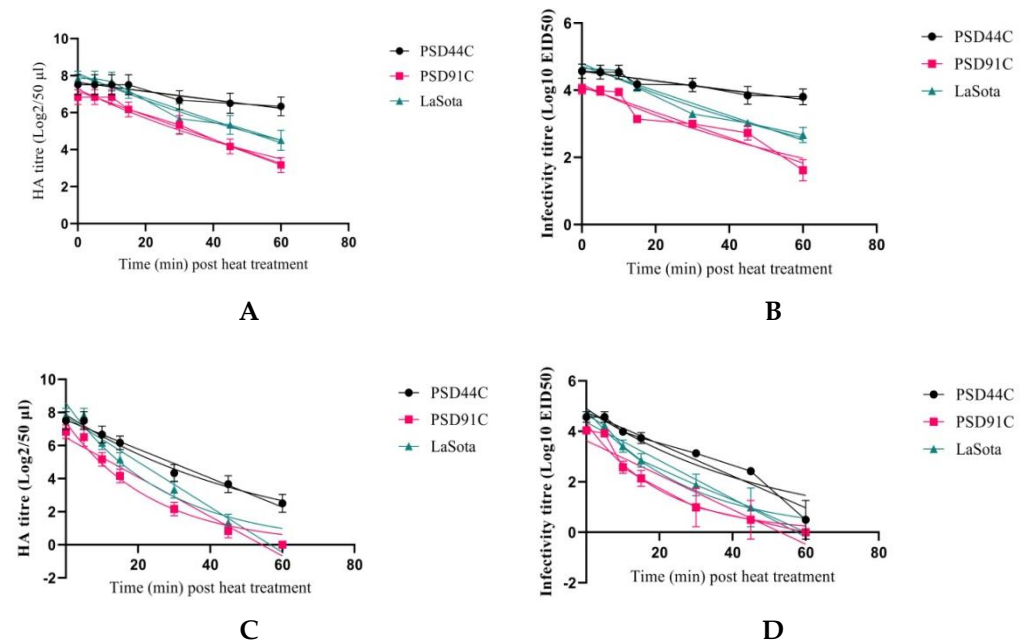 10
8
6
4
2
0
0
20
40
60
80
HA titre (Log2/50 µl)
Time (min) post heat treatment
PSD44C
PSD91C
LaSota
A
6
4
2
0
0
20
40
60
80
Infectivity titre (Log10 EID50)
Time (min) post heat treatment
PSD44C
PSD91C
LaSota
B
10
8
6
4
2
0
-2
20
40
60
80
HA titre (Log2/50 µl)
Time (min) post heat treatment
PSD44C
PSD91C
LaSota
C
6
4
2
0
-2
20
40
60
80
Infectivity titre (Log10 EID50)
Time (min) post heat treatment
PSD44C
PSD91C
LaSota
D